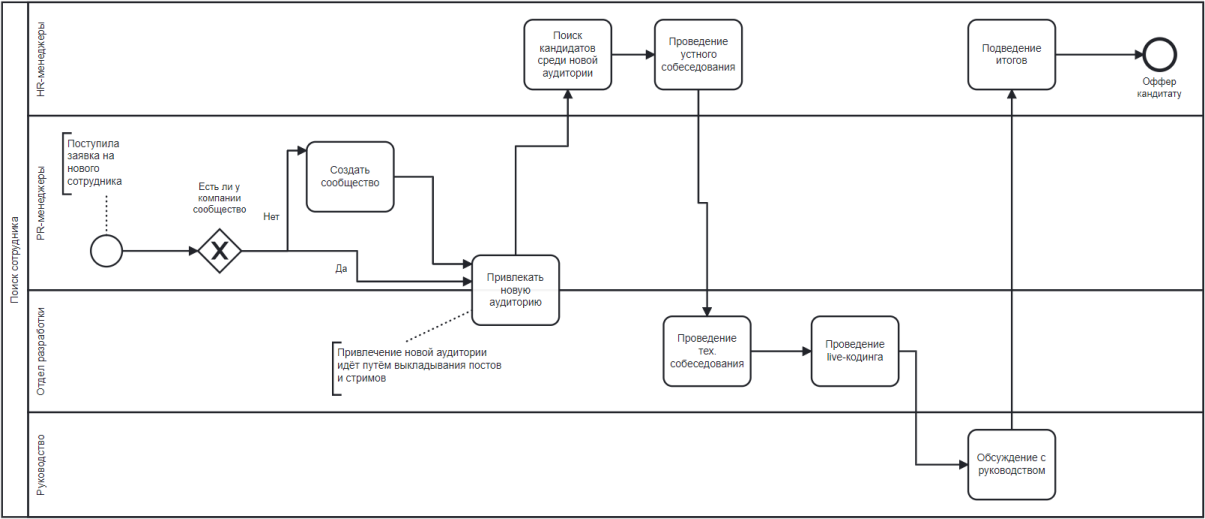 Поиск сотрудника
HR-менеджеры
Поиск
кандидатов
среди новой
аудитории
Проведение
устного
собеседования
Подведение
итогов
Оффер
кандитату
PR-менеджеры
Поступила
заявка на
нового
сотрудника
Есть ли у
компании
сообщество
Нет
Да
Создать
сообщество
Привлекать
новую
аудиторию
Отдел разработки
Привлечение новой аудитории
идёт путём выкладывания постов
и стримов
Проведение
тех.
собеседования
Проведение
live-кодинга
Руководство
Обсуждение с
руководством